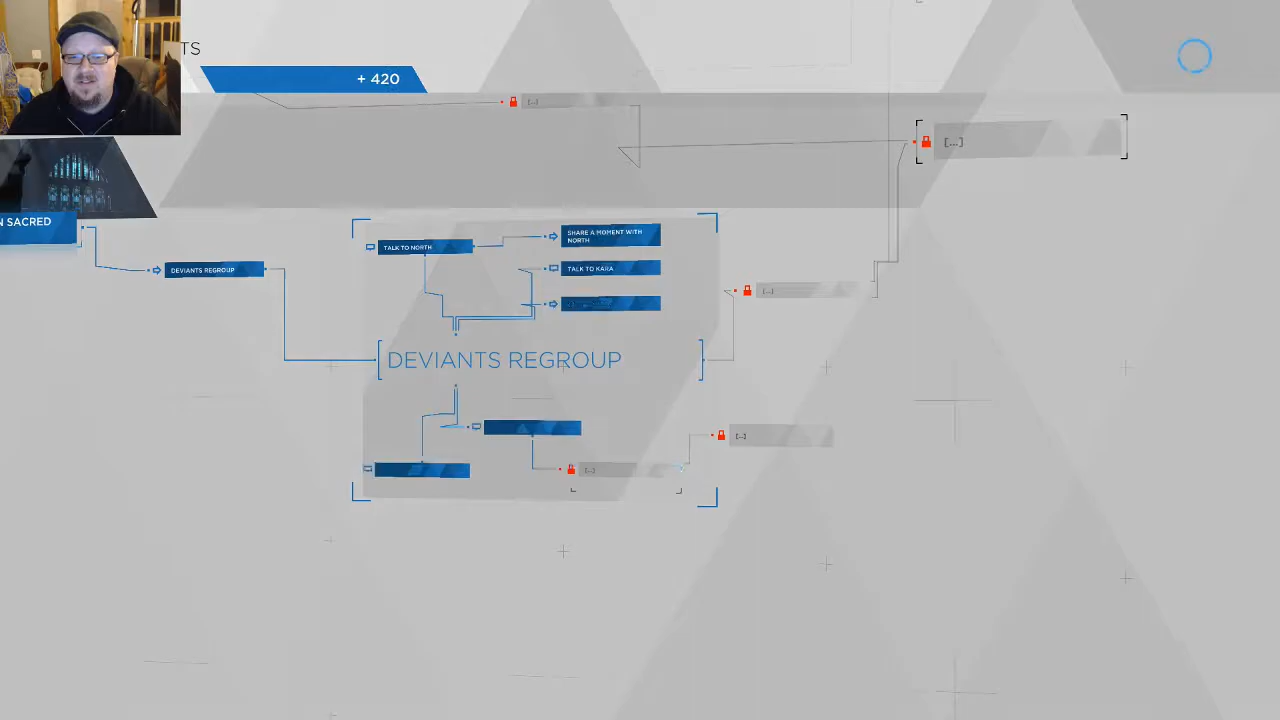 TS
+ 420
[...]
[...]
N SACRED
SHARE A MOMENT WITH
NORTH
TALK TO NORTH
DEVIANTS REGROUP
TALK TO KARA
[...]
DEVIANTS REGROUP
[...]
[...]